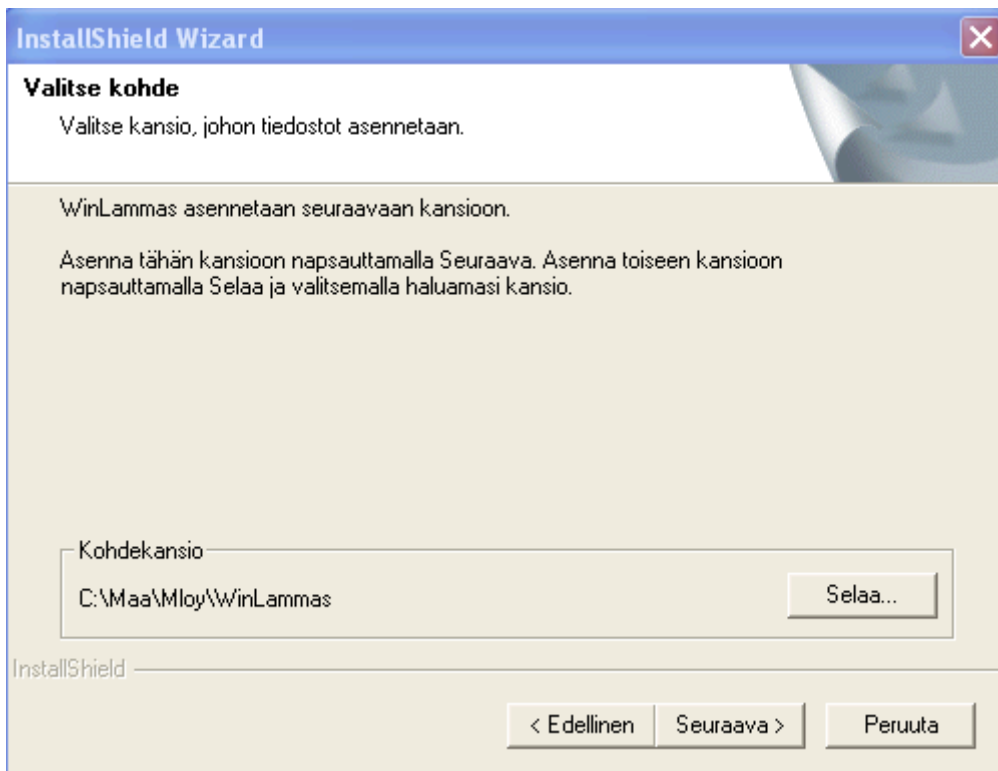 InstallShield Wizard
Valitse kohde
Valitse kansio, johon tiedostot asennetaan.
WinLammas asennetaan seuraavaan kansioon.
Asenna tähän kansioon napsauttamalla Seuraava. Asenna toiseen kansioon
napsauttamalla Selaa ja valitsemalla haluamasi kansio.
Kohdekansio
C:\Maa\Mloy\WinLammas
Selaa...
InstallShield
< Edellinen
Seuraava >
Peruuta